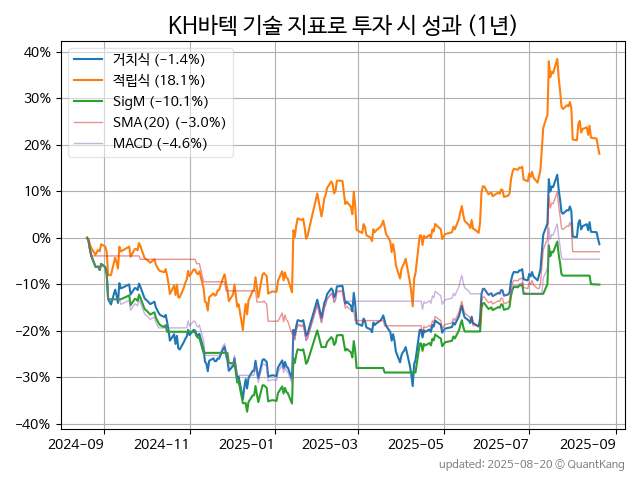 KH바텍 기술 지표로 투자 시 성과 (1년)
40%
30%
20%
10%
0%
−10%
−20%
−30%
−40%
거치식 (−1.4%)
적립식 (18.1%)
SigM (−10.1%)
SMA(20) (−3.0%)
MACD (−4.6%)
2024-09
2024-11
2025-01
2025-03
2025-05
2025-07
2025-09
updated: 2025-08-20 © QuantKang